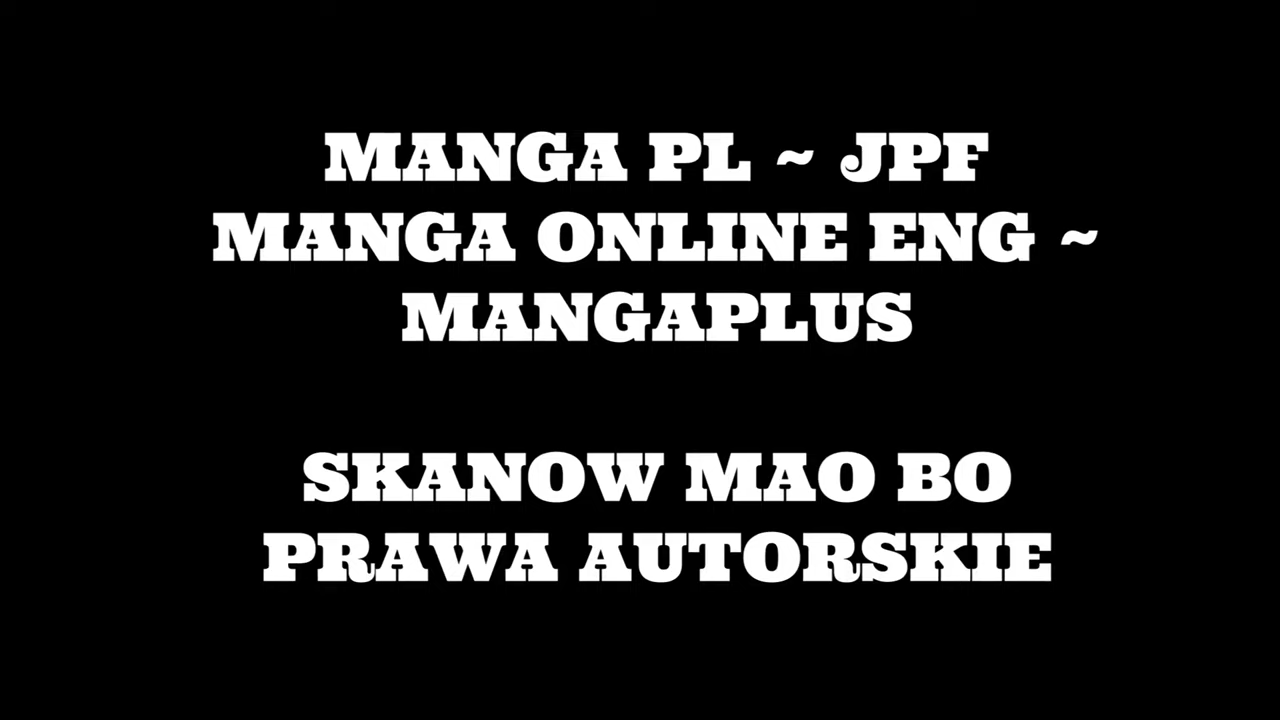 MANGA PL ~ JPF
MANGA ONLINE ENG ~
MANGAPLUS
SKANOW MAO BO
PRAWA AUTORSKIE